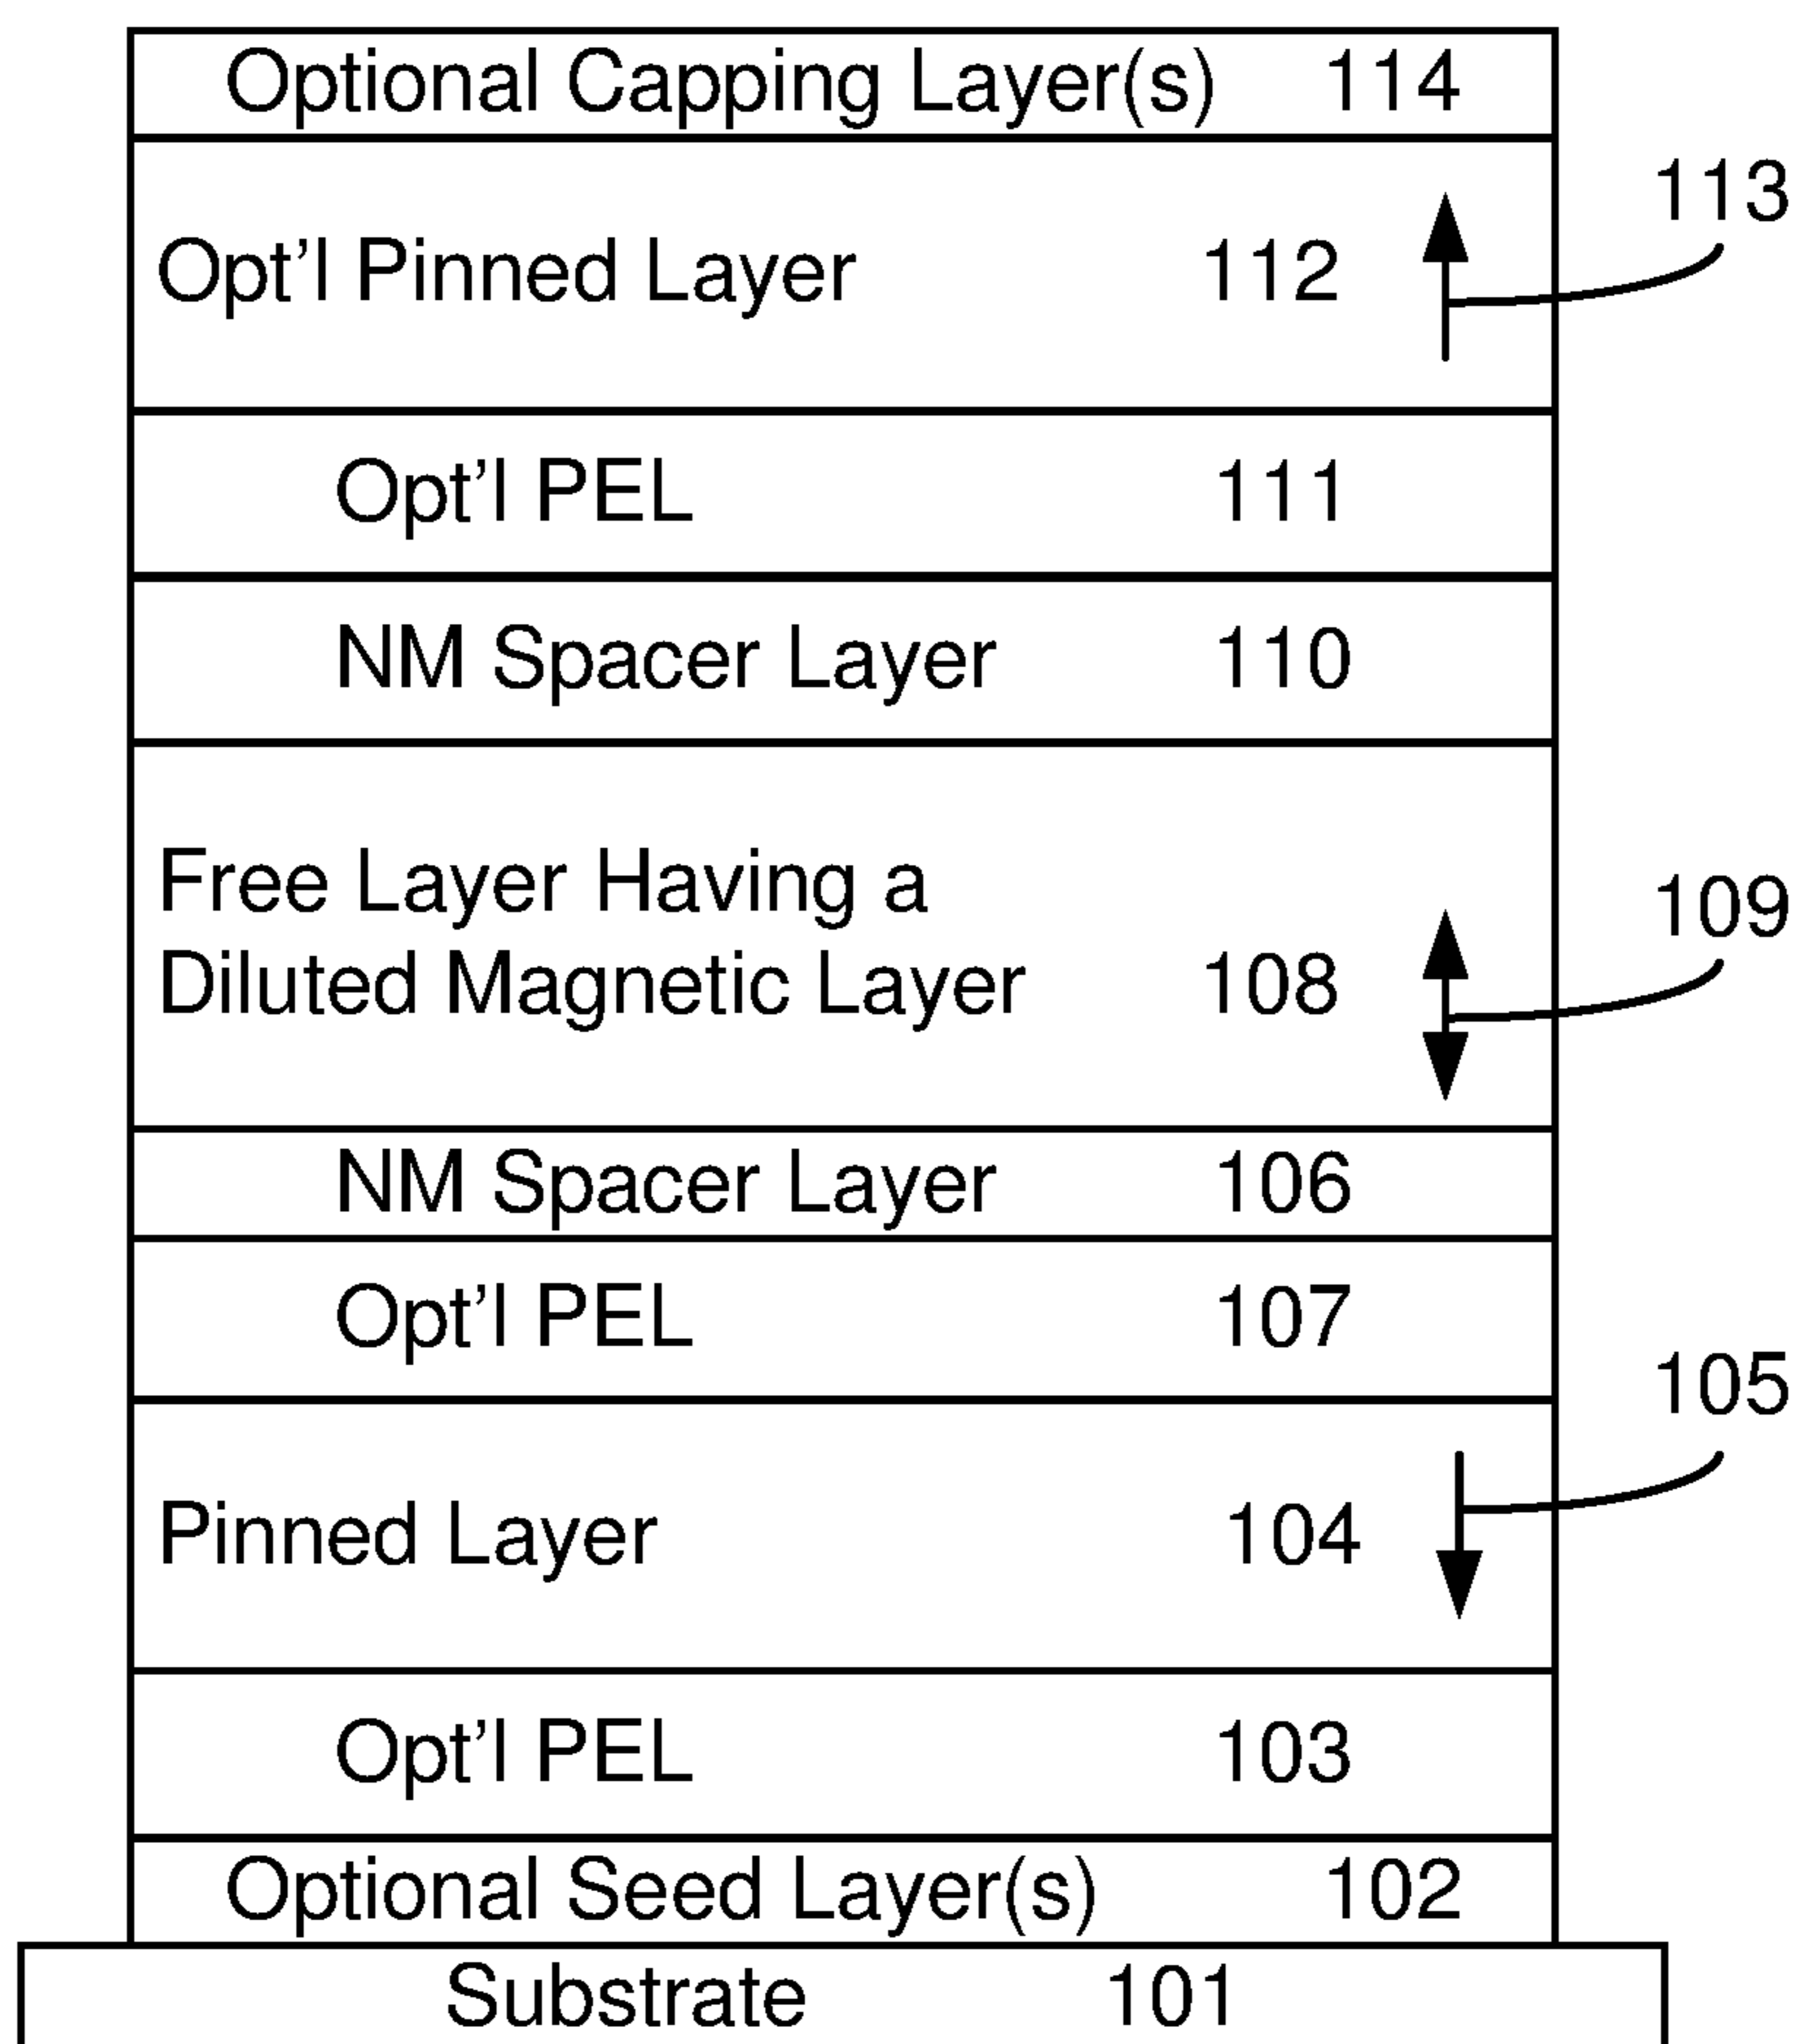 Optional Capping Layer(s) 114
113
Opt'l Pinned Layer 112
Opt'l PEL 111
NM Spacer Layer 110
Free Layer Having a
109
Diluted Magnetic Layer 108
NM Spacer Layer 106
Opt'l PEL 107
105
Pinned Layer 104
Opt'l PEL 103
Optional Seed Layer(s) 102
Substrate 101